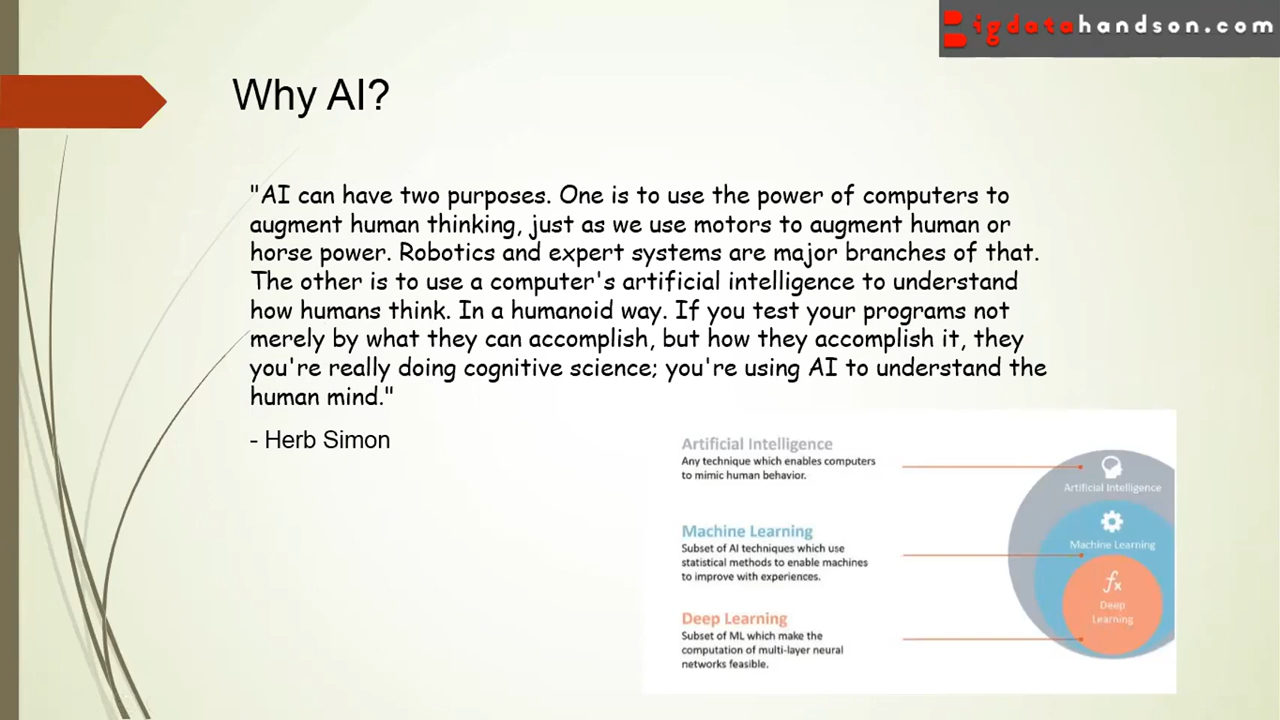 Bigdatahandson.com
Why AI?
"AI can have two purposes. One is to use the power of computers to
augment human thinking, just as we use motors to augment human or
horse power. Robotics and expert systems are major branches of that.
The other is to use a computer's artificial intelligence to understand
how humans think. In a humanoid way. If you test your programs not
merely by what they can accomplish, but how they accomplish it, they
you're really doing cognitive science; you're using AI to understand the
human mind."
- Herb Simon
Artificial Intelligence
Any technique which enables computers
to mimic human behavior.
Machine Learning
Subset of AI techniques which use
statistical methods to enable machines
to improve with experiences.
Deep Learning
Subset of ML which make the
computation of multi-layer neural
networks feasible.
Artificial Intelligence
Machine Learning
fx
Deep
Learning